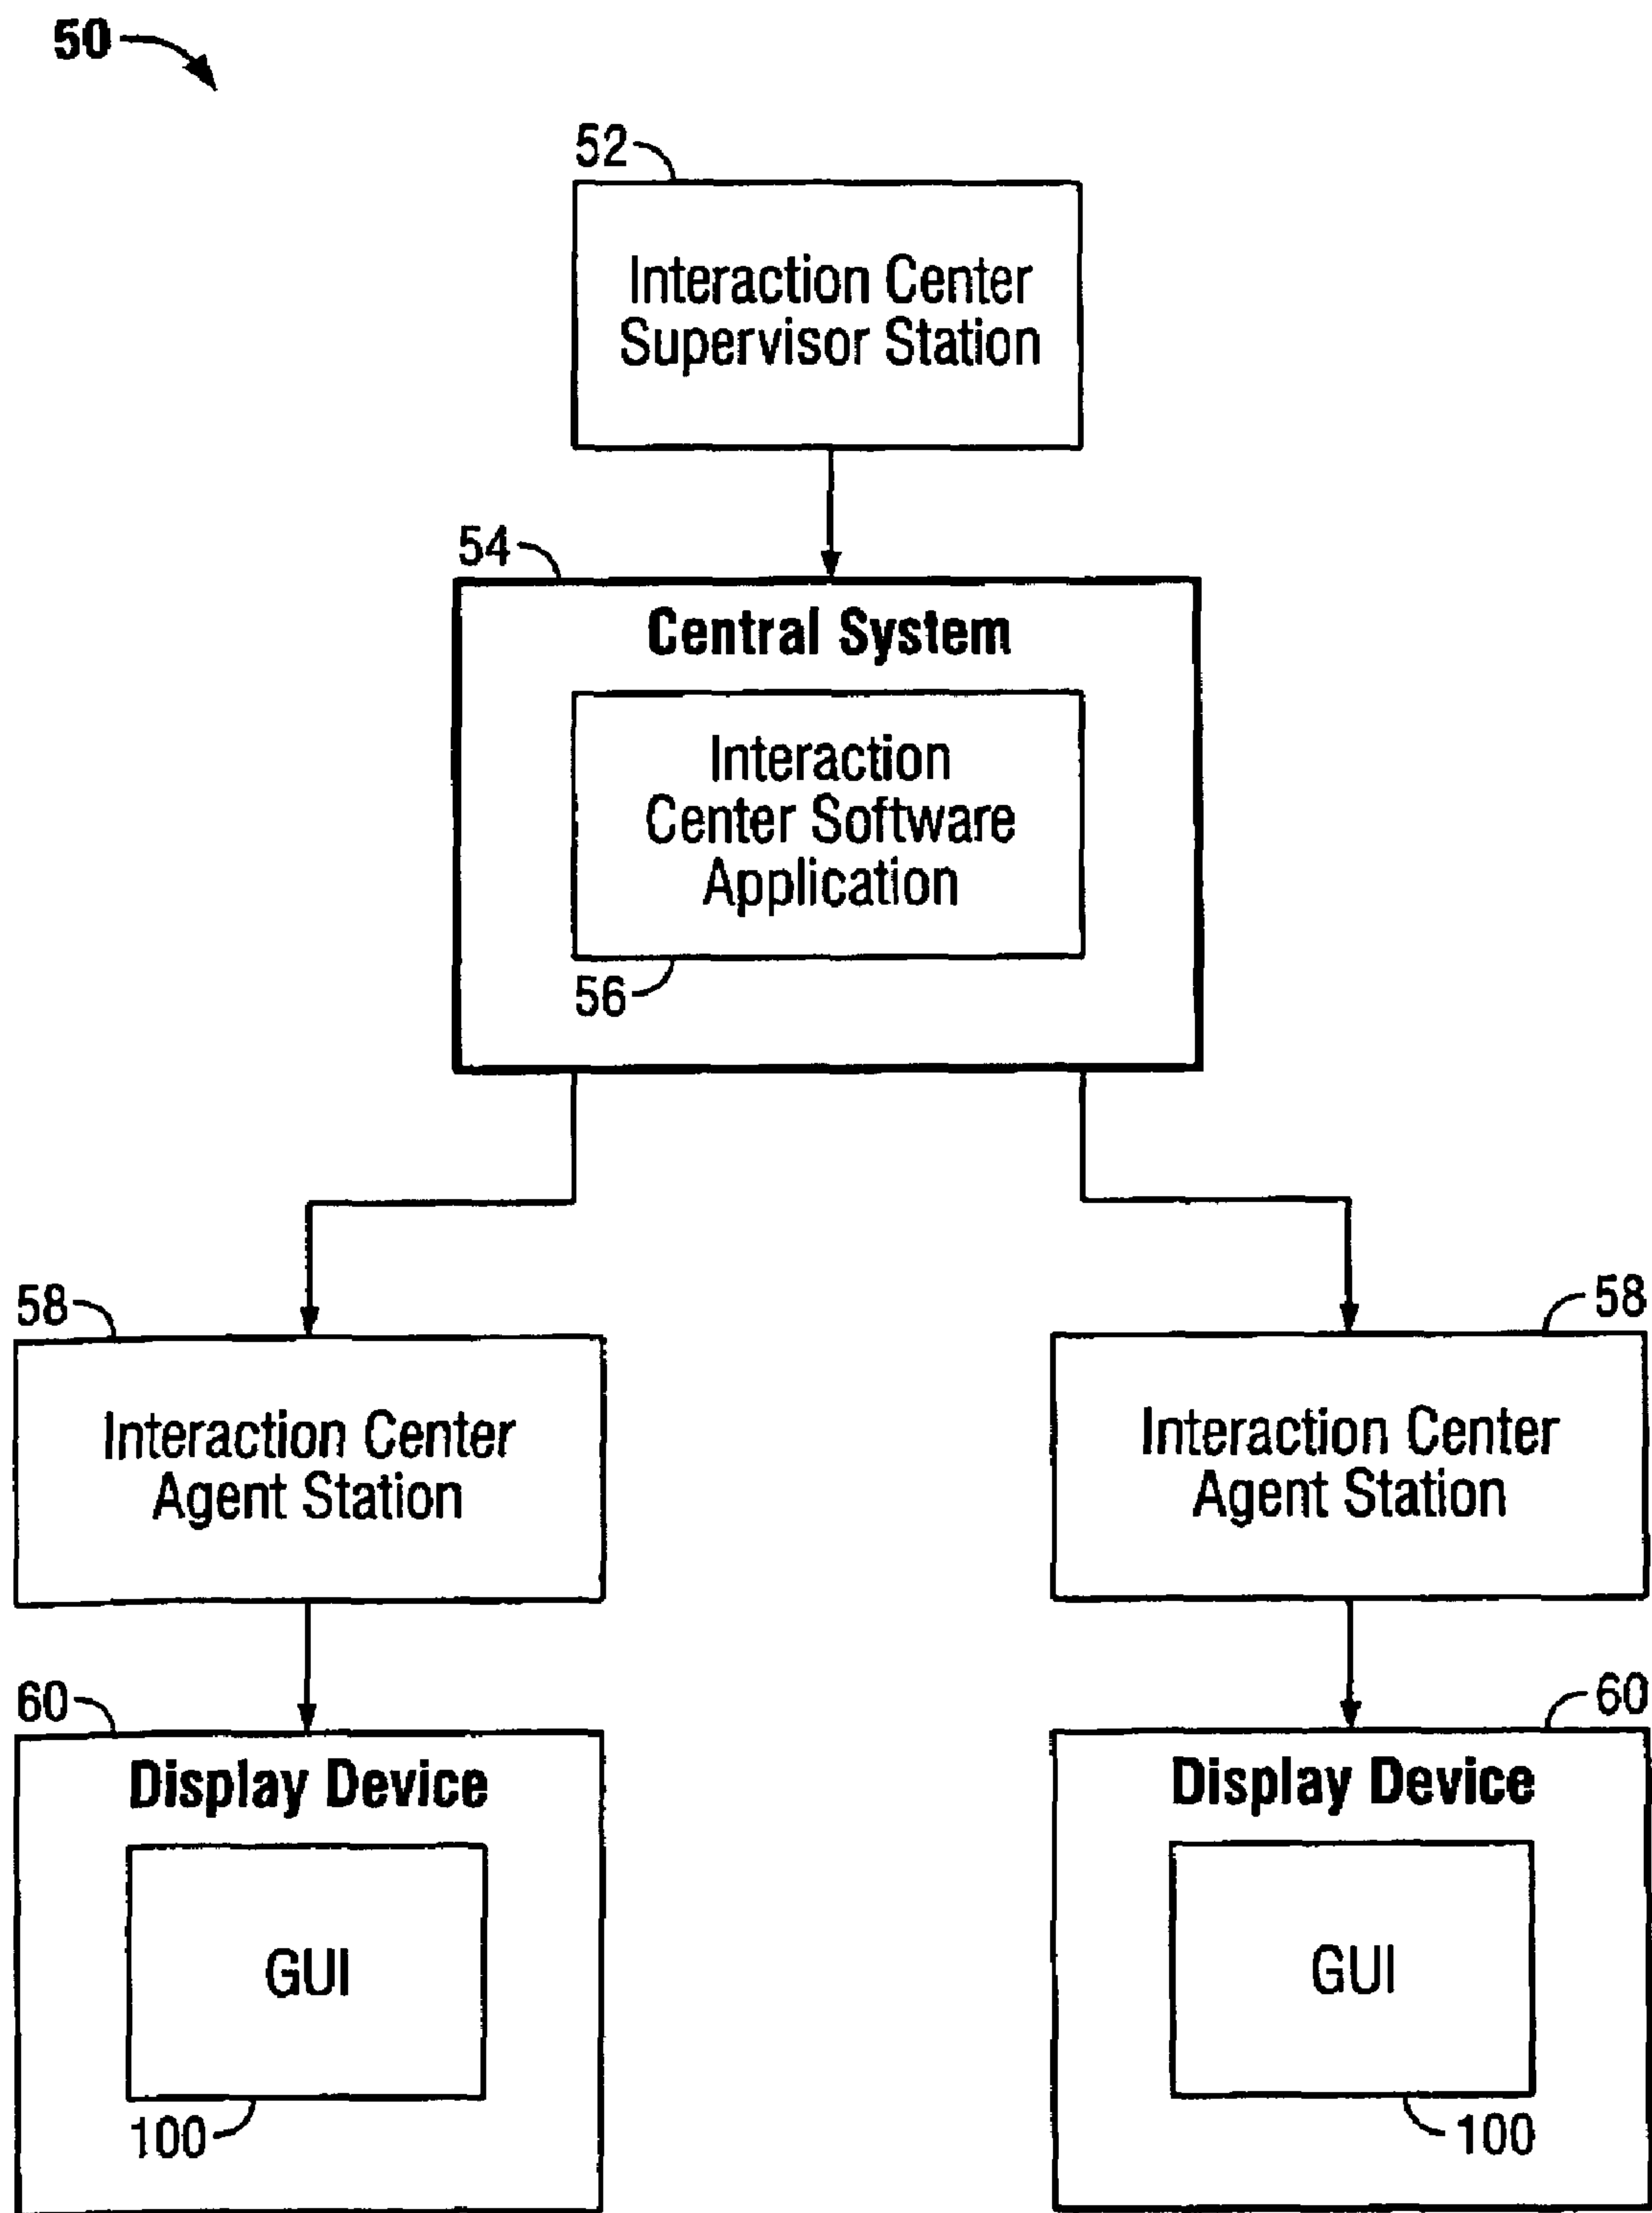 50
52
Interaction Center
Supervisor Station
54
Central System
Interaction
Center Software
Application
56
58
Interaction Center
Agent Station
58
Interaction Center
Agent Station
60
Display Device
GUI
100
60
Display Device
GUI
100